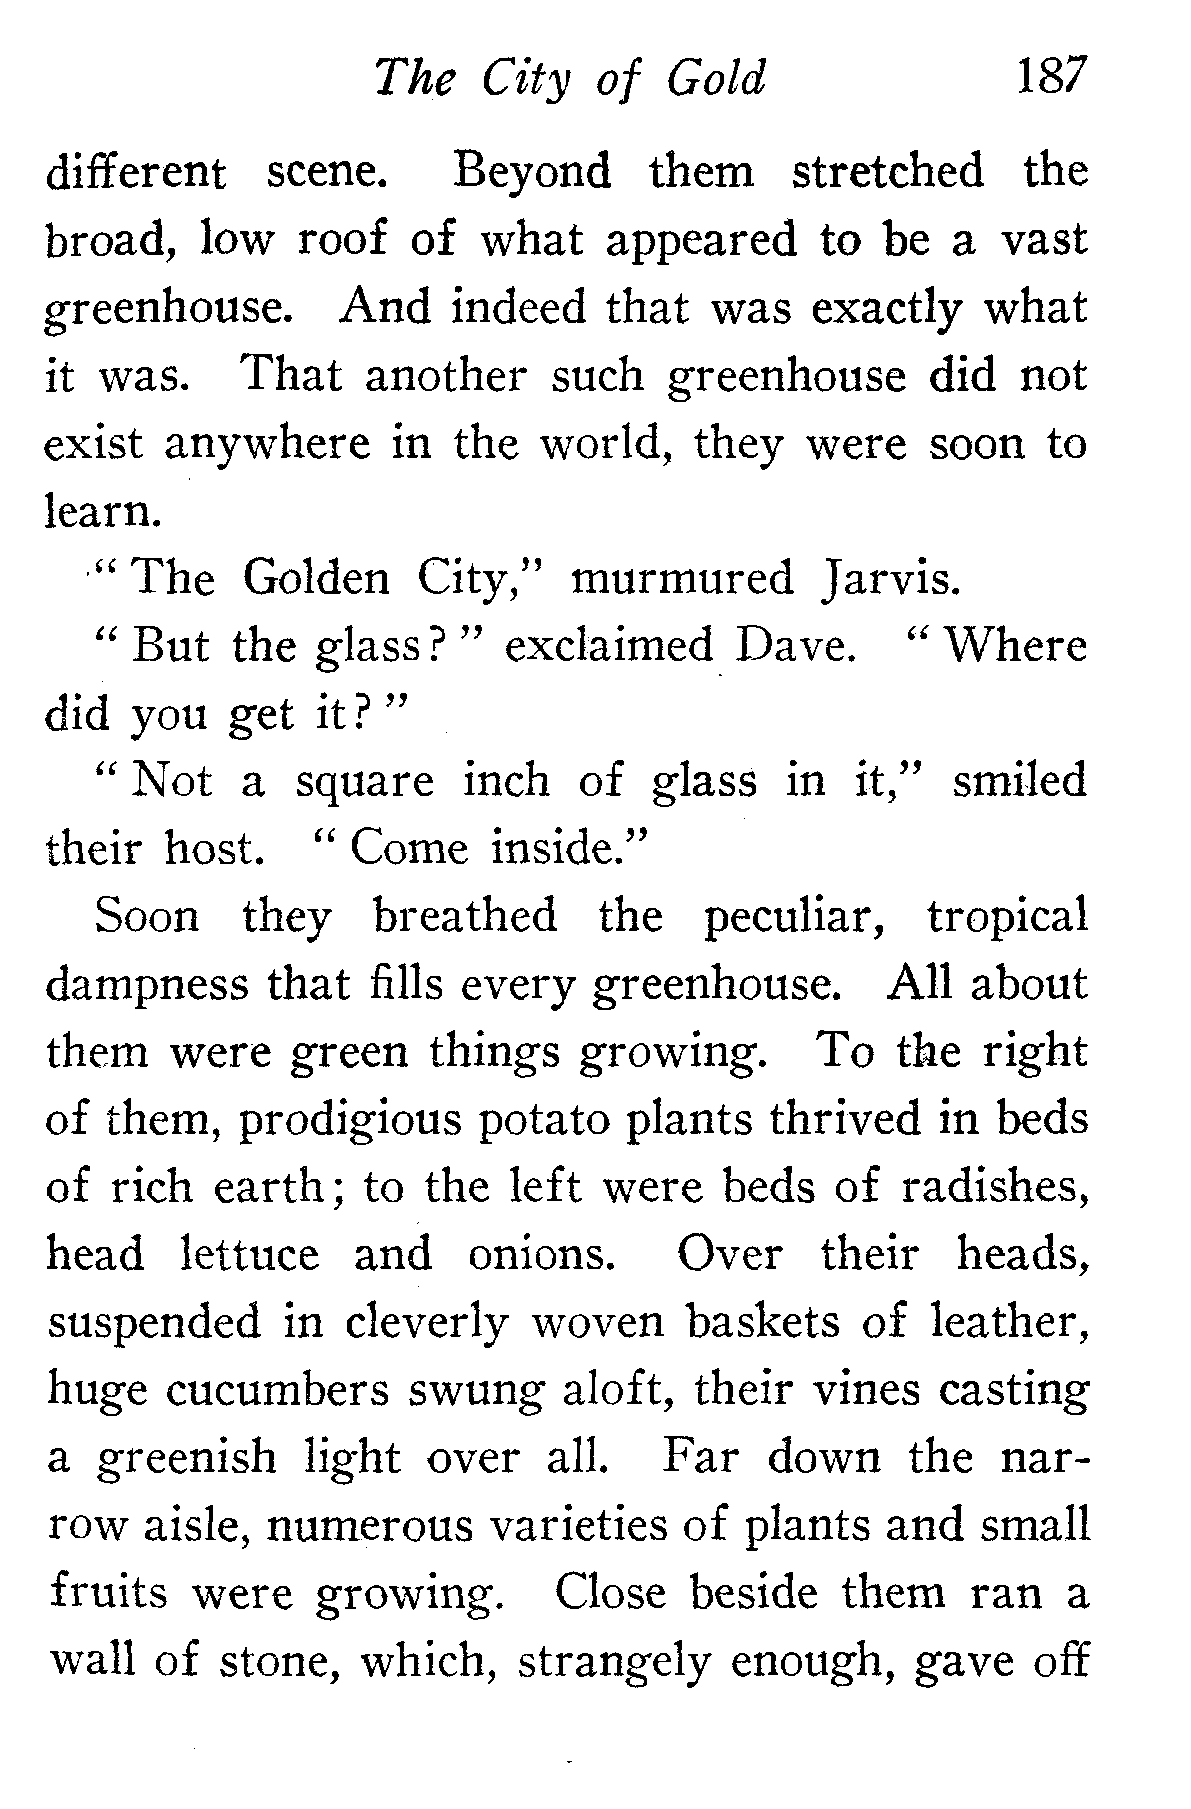 The City of Gold 187
different scene. Beyond them stretched the
broad, low roof of what appeared to be a vast
greenhouse. And indeed that was exactly what
it was. That another such greenhouse did not
exist anywhere in the world, they were soon to
learn.
“ The Golden City,” murmured Jarvis.
“ But the glass? ” exclaimed Dave. “ Where
did you get it? ”
“ Not a square inch of glass in it,” smiled
their host. “ Come inside.”
Soon they breathed the peculiar, tropical
dampness that fills every greenhouse. All about
them were green things growing. To the right
of them, prodigious potato plants thrived in beds
of rich earth; to the left were beds of radishes,
head lettuce and onions. Over their heads,
suspended in cleverly woven baskets of leather,
huge cucumbers swung aloft, their vines casting
a greenish light over all. Far down the nar-
row aisle, numerous varieties of plants and small
fruits were growing. Close beside them ran a
wall of stone, which, strangely enough, gave off